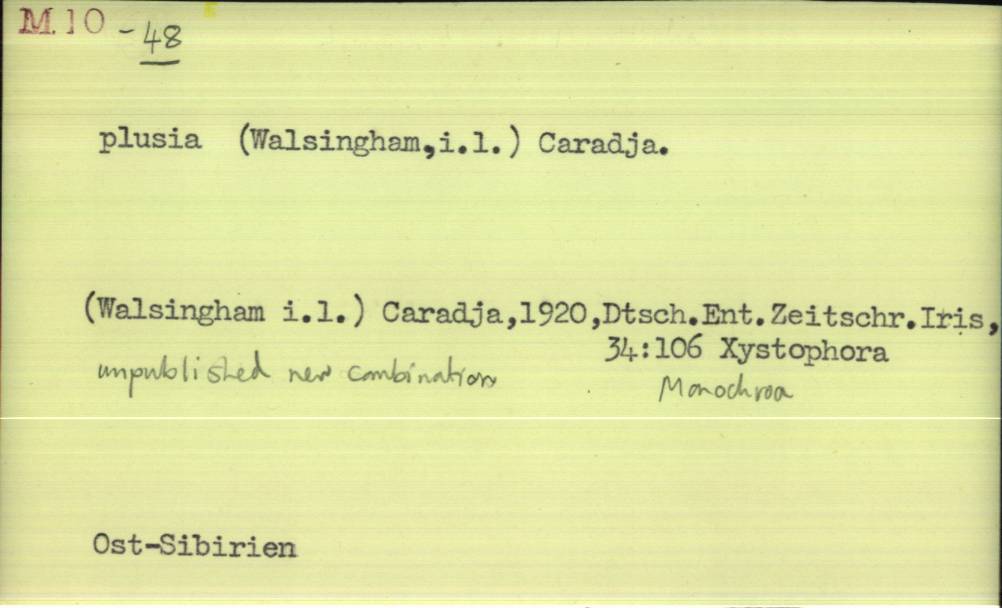 M.10 - 48
plusia (Walsingham,i.l.) Caradja.
(Walsingham i.l.) Caradja,1920,Dtsch.Ent.Zeitschr.Iris,
34:106 Xystophora
unpublished new combination
Monochroa
Ost-Sibirien